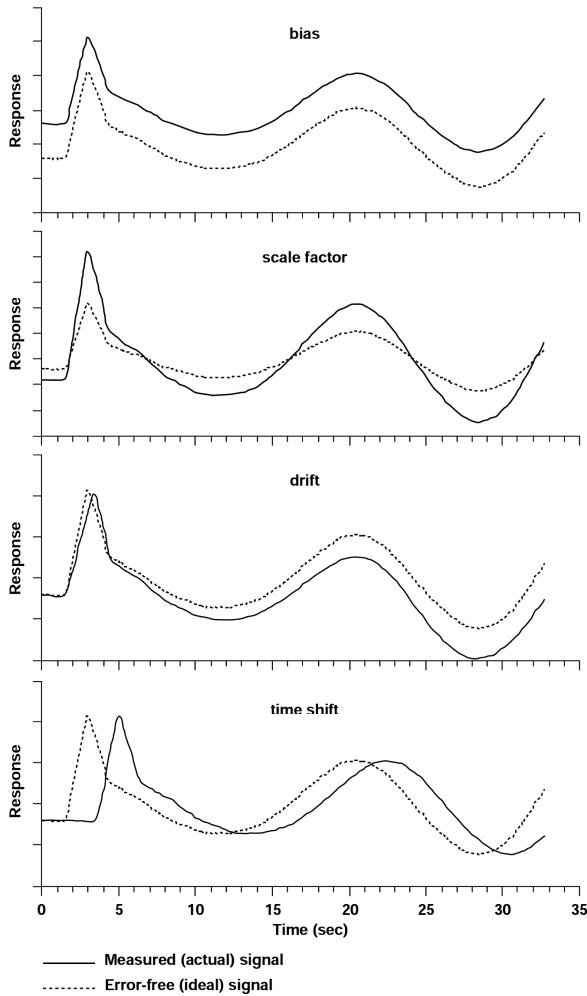 bias
Response
scale factor
Response
drift
Response
time shift
Response
0 5 10 15 20 25 30 35
Time (sec)
Measured (actual) signal
Error-free (ideal) signal